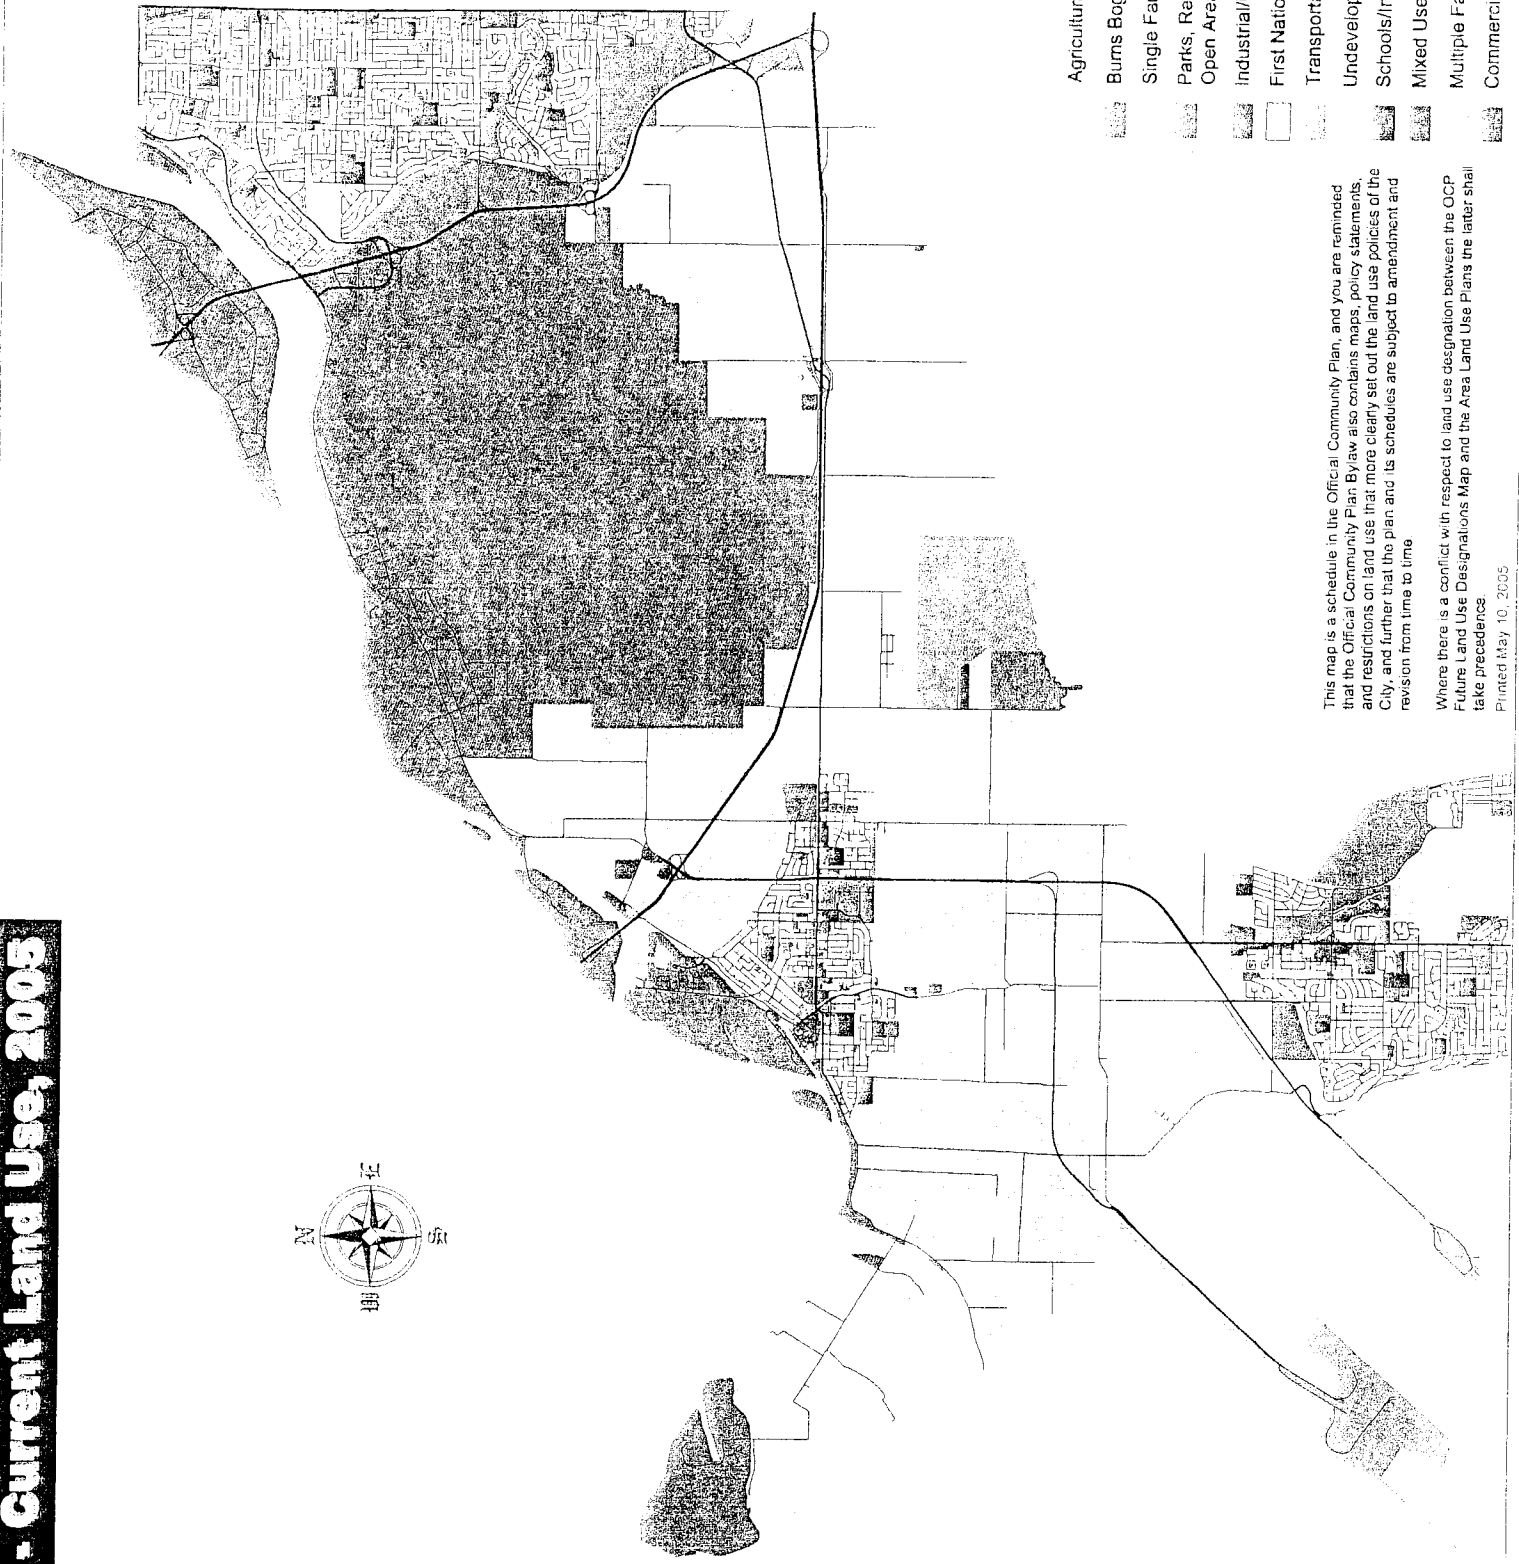 - Current Land Use, 2005
N
E
S
W
Agricultur
Burns Bog
Single Far
Parks, Re
Open Area
Industrial/
First Natio
Transporta
Undevelop
Schools/In
Mixed Use
Multiple Fa
Commerci
This map is a schedule in the Official Community Plan, and you are reminded
that the Official Community Plan Bylaw also contains maps, policy statements,
and restrictions on land use that more clearly set out the land use policies of the
City, and further that the plan and its schedules are subject to amendment and
revision from time to time
Where there is a conflict with respect to land use designation between the OCP
Future Land Use Designations Map and the Area Land Use Plans the latter shall
take precedence.
Printed May 10, 2005